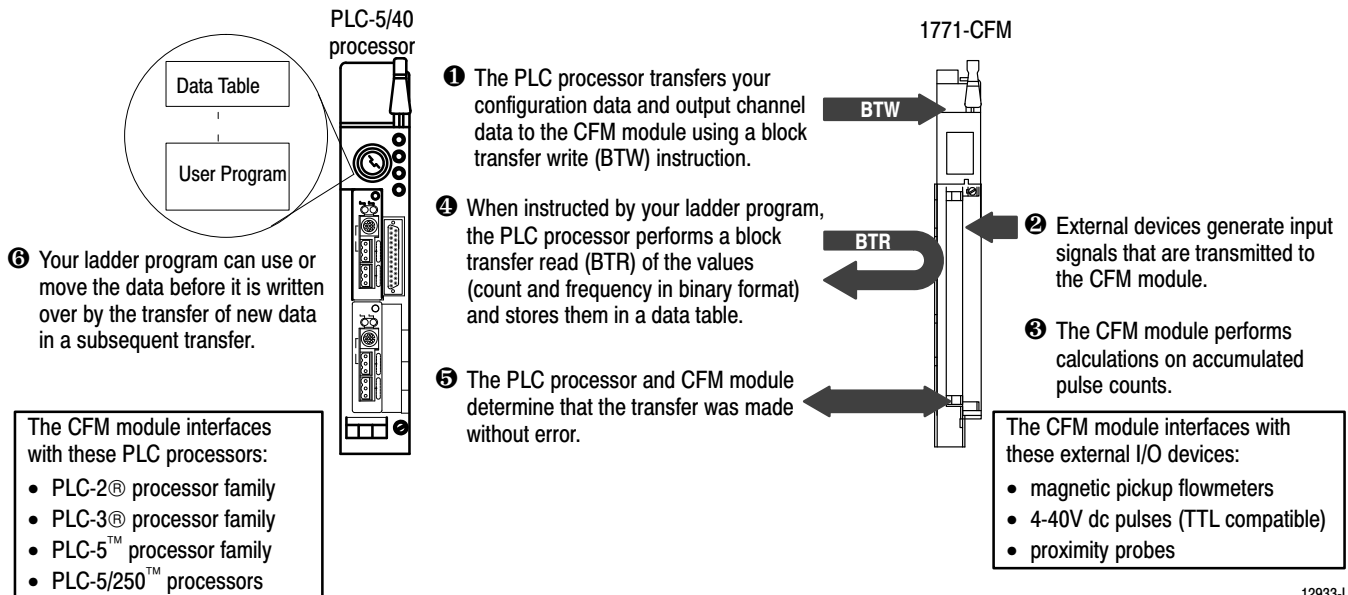 PLC-5/40
processor
1771-CFM
Data Table
User Program
❶ The PLC processor transfers your
configuration data and output channel
data to the CFM module using a block
transfer write (BTW) instruction.
BTW
❷ External devices generate input
signals that are transmitted to
the CFM module.
❸ The CFM module performs
calculations on accumulated
pulse counts.
❹ When instructed by your ladder program,
the PLC processor performs a block
transfer read (BTR) of the values
(count and frequency in binary format)
and stores them in a data table.
BTR
❺ The PLC processor and CFM module
determine that the transfer was made
without error.
❻ Your ladder program can use or
move the data before it is written
over by the transfer of new data
in a subsequent transfer.
The CFM module interfaces
with these PLC processors:
• PLC-2® processor family
• PLC-3® processor family
• PLC-5™ processor family
• PLC-5/250™ processors
The CFM module interfaces with
these external I/O devices:
• magnetic pickup flowmeters
• 4-40V dc pulses (TTL compatible)
• proximity probes
12933-I